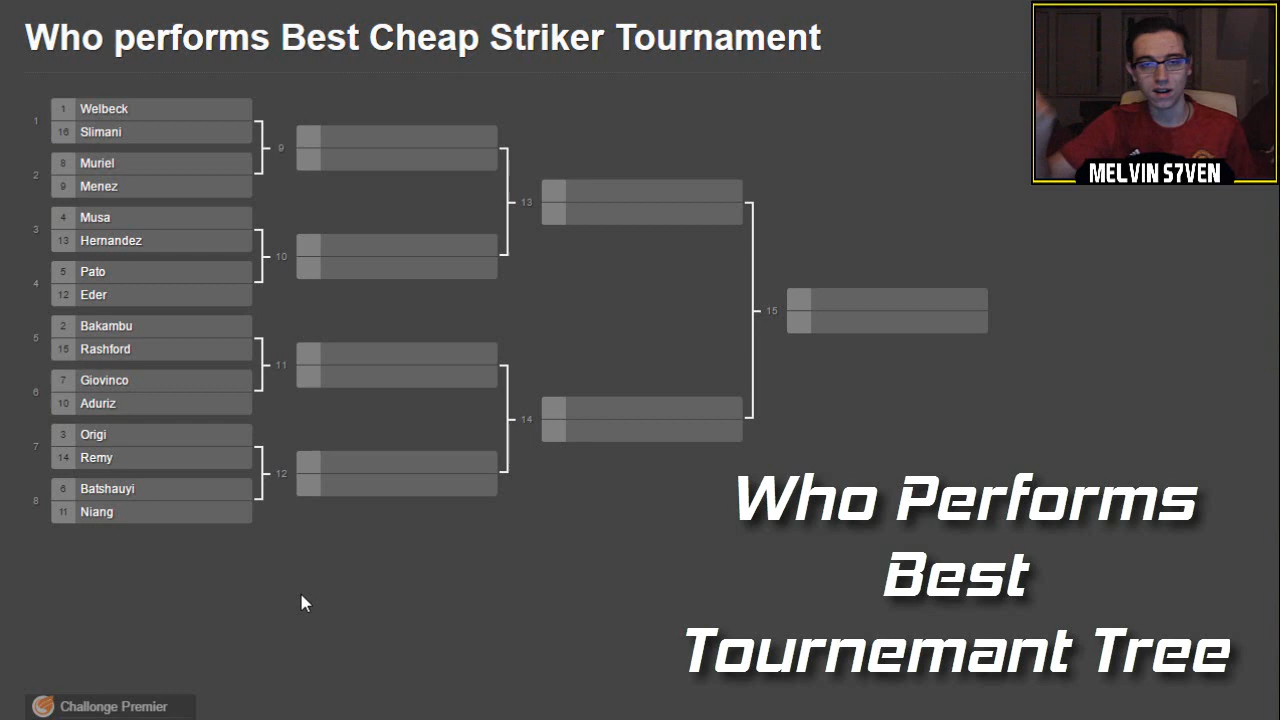 Who performs Best Cheap Striker Tournament
MELVIN S7VEN
1
1 Welbeck
16 Slimani
2
8 Muriel
9 Menez
3
4 Musa
13 Hernandez
4
5 Pato
12 Eder
5
2 Bakambu
15 Rashford
6
7 Giovinco
10 Aduriz
7
3 Origi
14 Remy
8
6 Batshauyi
11 Niang
9
10
11
12
13
14
15
Who Performs
Best
Tournemant Tree
Challonge Premier